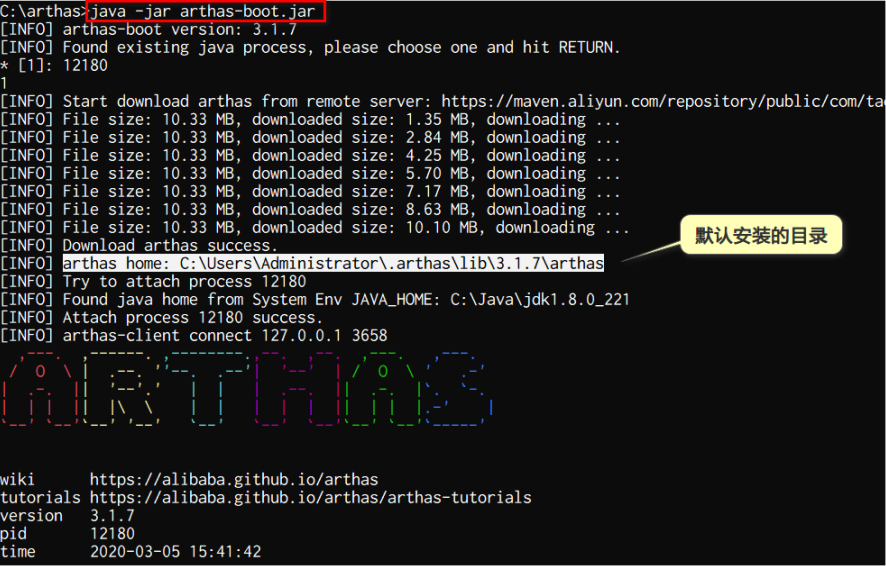 C:\arthas>java -jar arthas-boot.jar
[INFO] arthas-boot version: 3.1.7
[INFO] Found existing java process, please choose one and hit RETURN.
* [1]: 12180
1
[INFO] Start download arthas from remote server: https://maven.aliyun.com/repository/public/com/tao
[INFO] File size: 10.33 MB, downloaded size: 1.35 MB, downloading ...
[INFO] File size: 10.33 MB, downloaded size: 2.84 MB, downloading ...
[INFO] File size: 10.33 MB, downloaded size: 4.25 MB, downloading ...
[INFO] File size: 10.33 MB, downloaded size: 5.70 MB, downloading ...
[INFO] File size: 10.33 MB, downloaded size: 7.17 MB, downloading ...
[INFO] File size: 10.33 MB, downloaded size: 8.63 MB, downloading ...
[INFO] File size: 10.33 MB, downloaded size: 10.10 MB, downloading ...
[INFO] Download arthas success.
[INFO] arthas home: C:\Users\Administrator\.arthas\lib\3.1.7\arthas
默认安装的目录
[INFO] Try to attach process 12180
[INFO] Found java home from System Env JAVA_HOME: C:\Java\jdk1.8.0_221
[INFO] Attach process 12180 success.
[INFO] arthas-client connect 127.0.0.1 3658
ARTHAS
wiki https://alibaba.github.io/arthas
tutorials https://alibaba.github.io/arthas/arthas-tutorials
version 3.1.7
pid 12180
time 2020-03-05 15:41:42